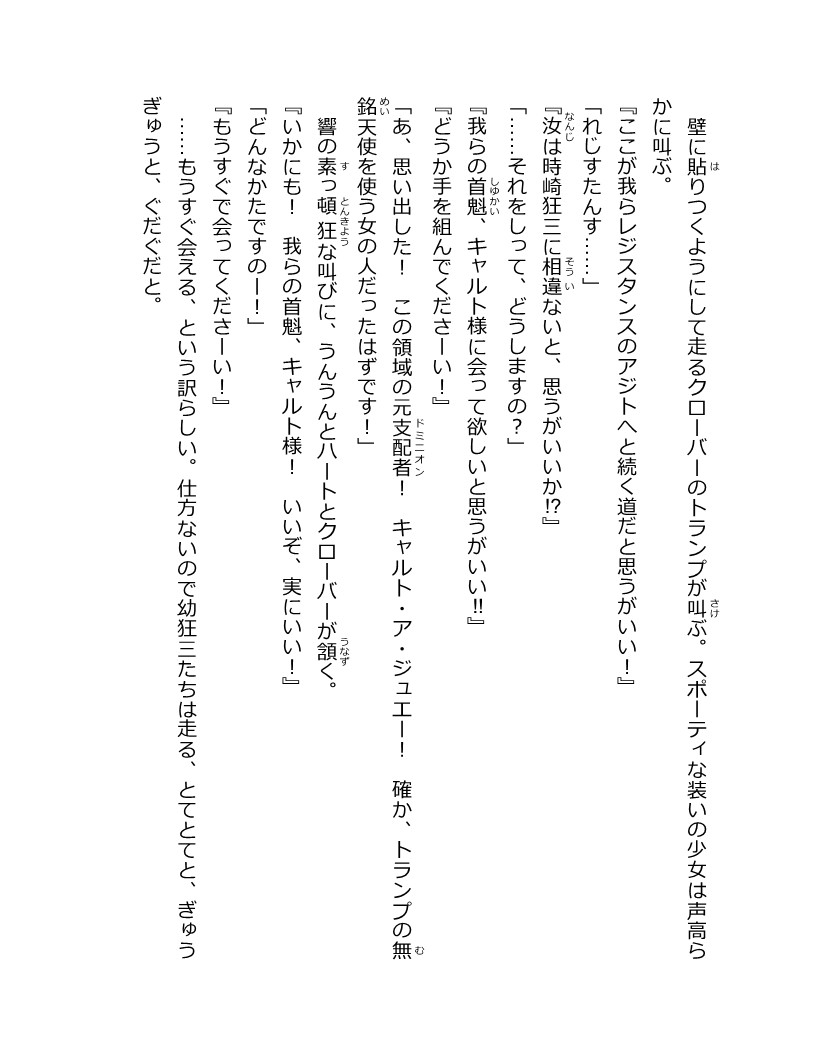 壁に貼りつくようにして走るクローバーのトランプが叫ぶ。スポーティな装いの少女は声高ら
かに叫ぶ。
『ここが我らレジスタンスのアジトへと続く道だと思うがいい！』
「れじすたんす……」
『汝は時崎狂三に相違ないと、思うがいいか⁉』
「……それをしって、どうしますの？」
『我らの首魁、キャルト様に会って欲しいと思うがいい‼』
『どうか手を組んでくださーい！』
「あ、思い出した！　この領域の元支配者！　キャルト・ア・ジュエー！　確か、トランプの無
銘天使を使う女の人だったはずです！」
　響の素っ頓狂な叫びに、うんうんとハートとクローバーが頷く。
『いかにも！　我らの首魁、キャルト様！　いいぞ、実にいい！』
「どんなかたですのー！」
『もうすぐで会ってくださーい！』
　……もうすぐ会える、という訳らしい。仕方ないので幼狂三たちは走る、とてとてと、ぎゅう
ぎゅうと、ぐだぐだと。